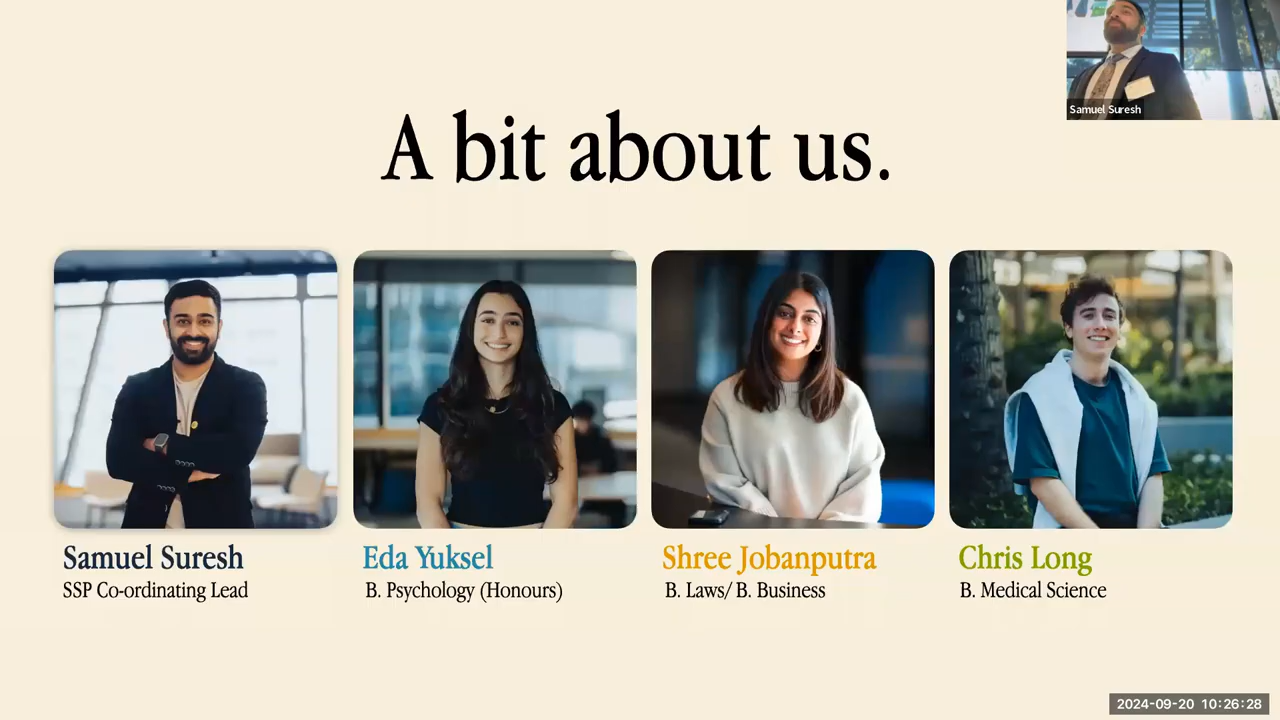 Samuel Suresh
A bit about us.
Samuel Suresh
SSP Co-ordinating Lead
Eda Yuksel
B. Psychology (Honours)
Shree Jobanputra
B. Laws/ B. Business
Chris Long
B. Medical Science
2024-09-20 10:26:28